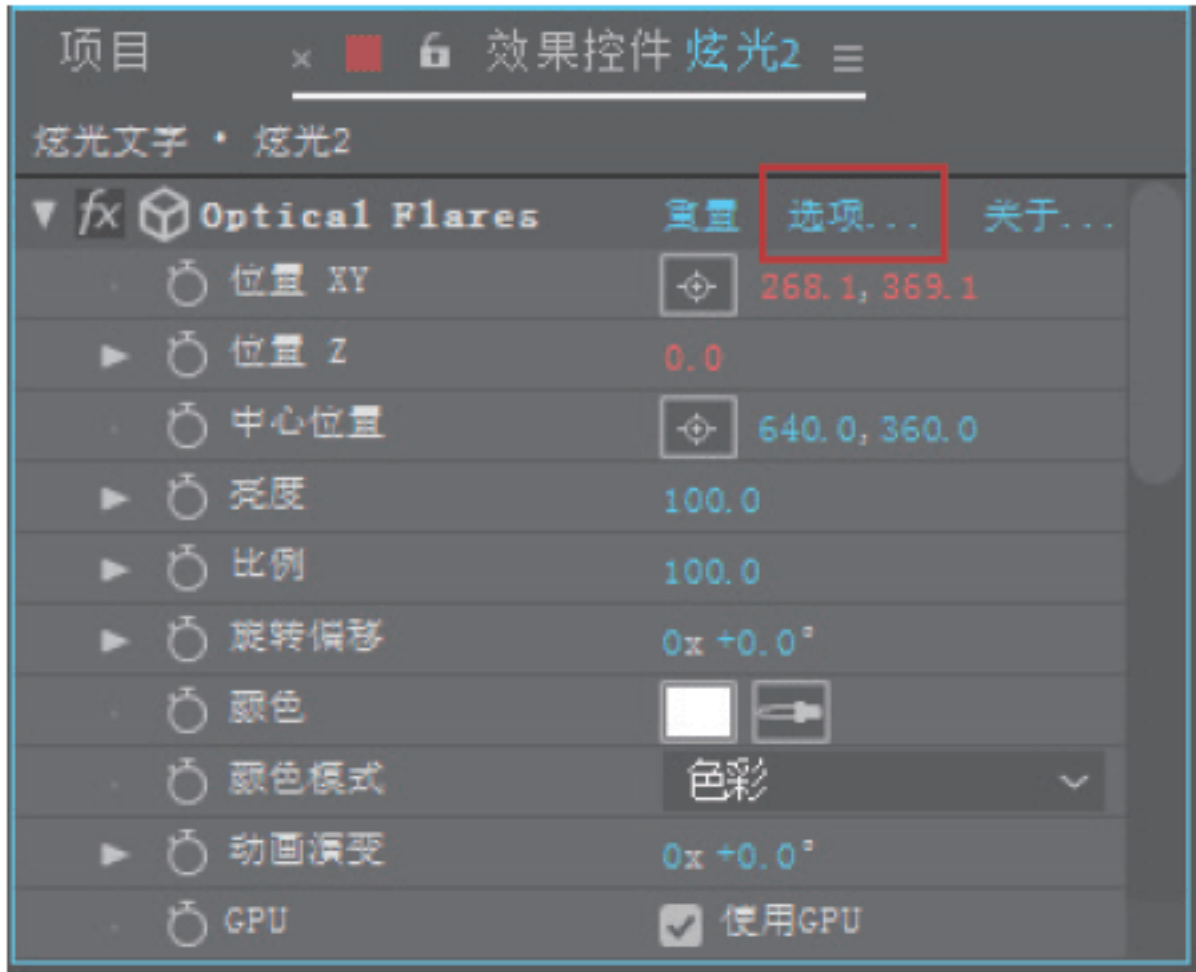 项目 × 效果控件 炫光2 ≡
炫光文字 • 炫光2
fx Optical Flares 重置 选项... 关于...
位置 XY 268.1,369.1
位置 Z 0.0
中心位置 640.0,360.0
亮度 100.0
比例 100.0
旋转偏移 0x +0.0°
颜色
颜色模式 色彩
动画演变 0x +0.0°
GPU 使用GPU